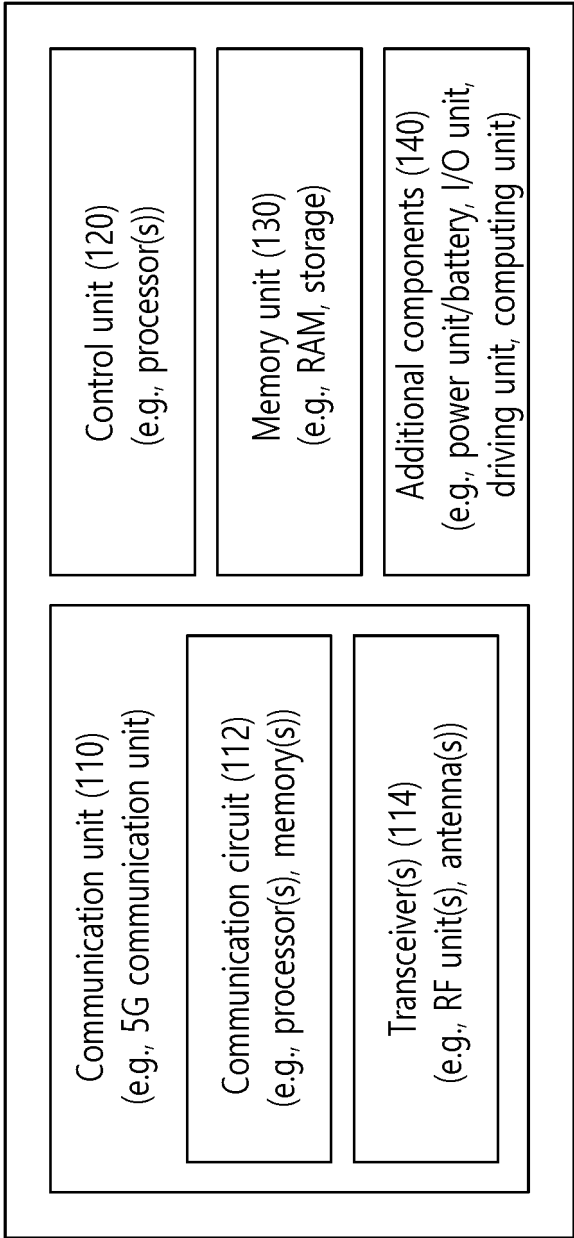 Communication unit (110)
(e.g., 5G communication unit)
Communication circuit (112)
(e.g., processor(s), memory(s))
Transceiver(s) (114)
(e.g., RF unit(s), antenna(s))
Control unit (120)
(e.g., processor(s))
Memory unit (130)
(e.g., RAM, storage)
Additional components (140)
(e.g., power unit/battery, I/O unit,
driving unit, computing unit)